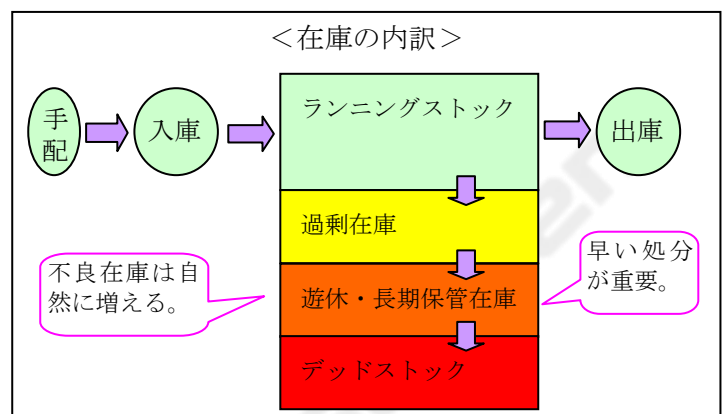 ＜在庫の内訳＞
手
配
入庫
ランニングストック
出庫
過剰在庫
不良在庫は自
然に増える。
遊休・長期保管在庫
早い処分
が重要。
デッドストック